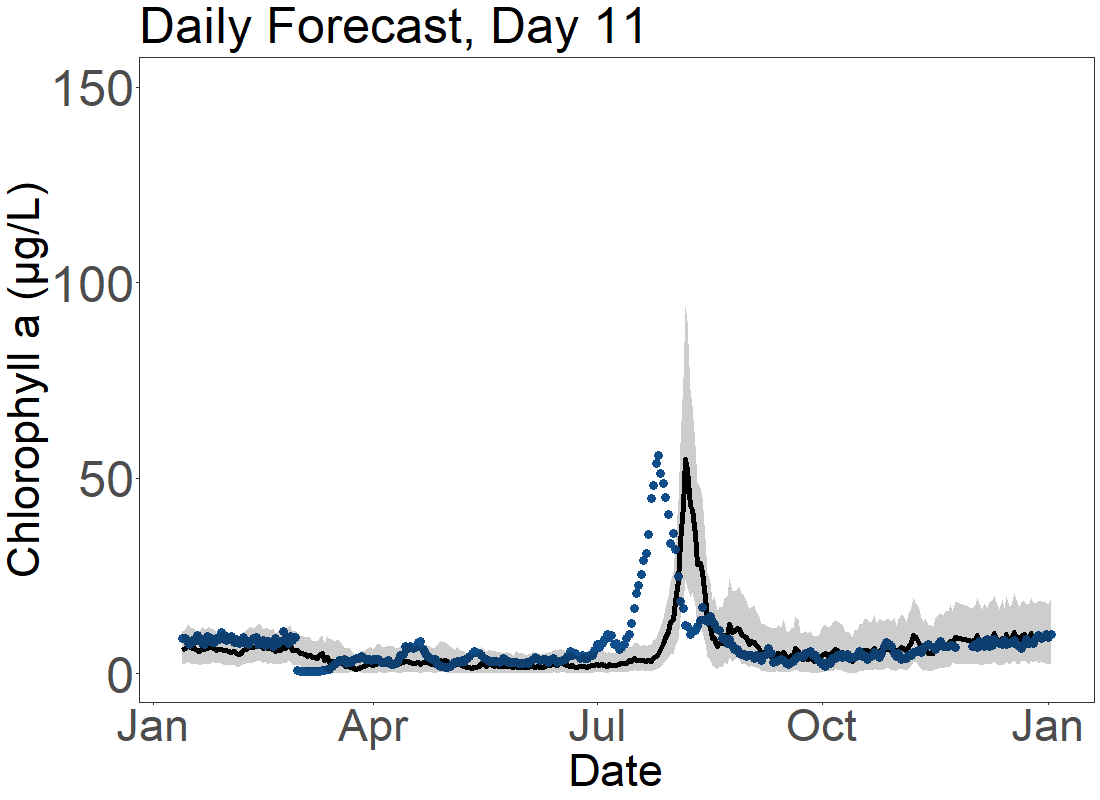 Daily Forecast, Day 11
Chlorophyll a (µg/L)
150
100
50
0
Jan Apr Jul Oct Jan
Date